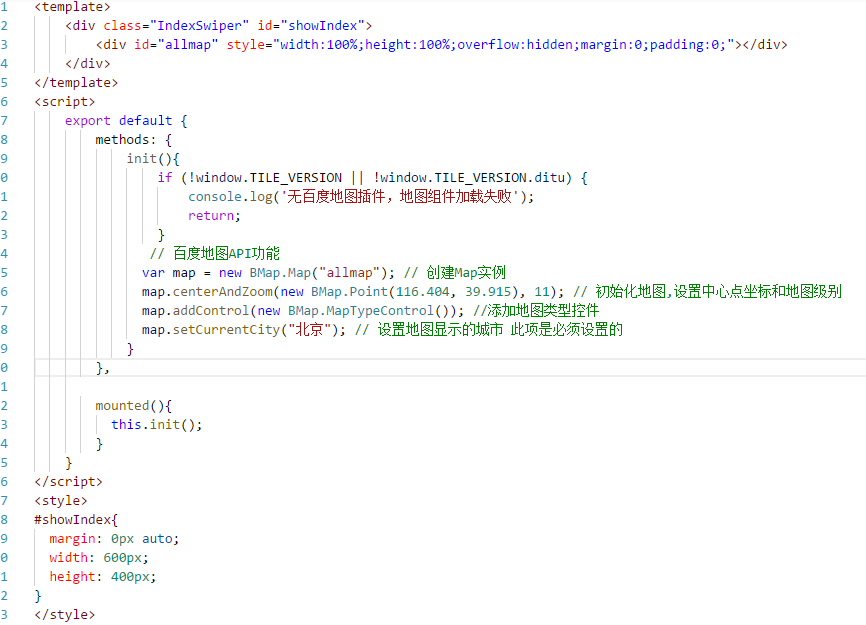 1 <template>
2 <div class="IndexSwiper" id="showIndex">
3 <div id="allmap" style="width:100%;height:100%;overflow:hidden;margin:0;padding:0;"></div>
4 </div>
5 </template>
6 <script>
7 export default {
8 methods: {
9 init(){
0 if (!window.TILE_VERSION || !window.TILE_VERSION.ditu) {
1 console.log('无百度地图插件，地图组件加载失败');
2 return;
3 }
4 // 百度地图API功能
5 var map = new BMap.Map("allmap"); // 创建Map实例
6 map.centerAndZoom(new BMap.Point(116.404, 39.915), 11); // 初始化地图,设置中心点坐标和地图级别
7 map.addControl(new BMap.MapTypeControl()); //添加地图类型控件
8 map.setCurrentCity("北京"); // 设置地图显示的城市 此项是必须设置的
9 }
0 },
1
2 mounted(){
3 this.init();
4 }
5 }
6 </script>
7 <style>
8 #showIndex{
9 margin: 0px auto;
0 width: 600px;
1 height: 400px;
2 }
3 </style>